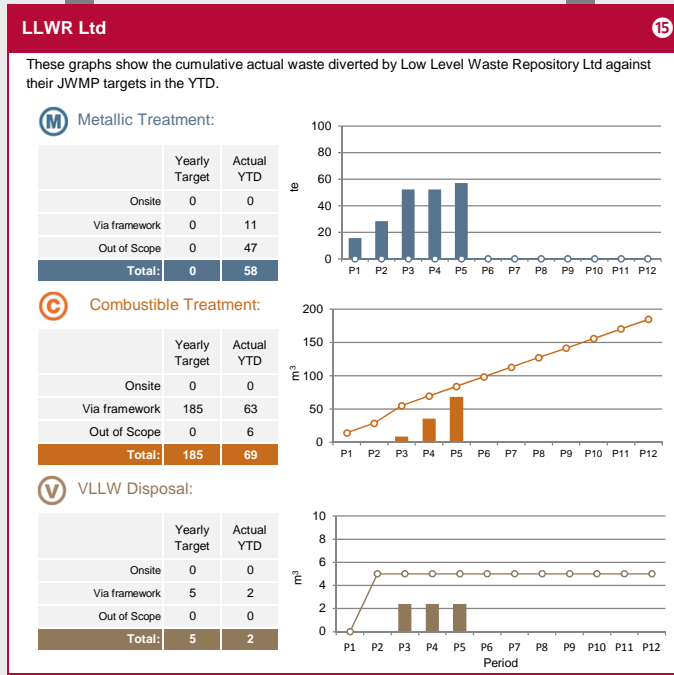 LLWR Ltd
15
These graphs show the cumulative actual waste diverted by Low Level Waste Repository Ltd against
their JWMP targets in the YTD.
M Metallic Treatment:
Yearly Target Actual YTD
Onsite 0 0
Via framework 0 11
Out of Scope 0 47
Total: 0 58
100
80
60
40
20
0
te
P1 P2 P3 P4 P5 P6 P7 P8 P9 P10 P11 P12
C Combustible Treatment:
Yearly Target Actual YTD
Onsite 0 0
Via framework 185 63
Out of Scope 0 6
Total: 185 69
200
150
100
50
0
m³
P1 P2 P3 P4 P5 P6 P7 P8 P9 P10 P11 P12
V VLLW Disposal:
Yearly Target Actual YTD
Onsite 0 0
Via framework 5 2
Out of Scope 0 0
Total: 5 2
10
8
6
4
2
0
m³
P1 P2 P3 P4 P5 P6 P7 P8 P9 P10 P11 P12
Period